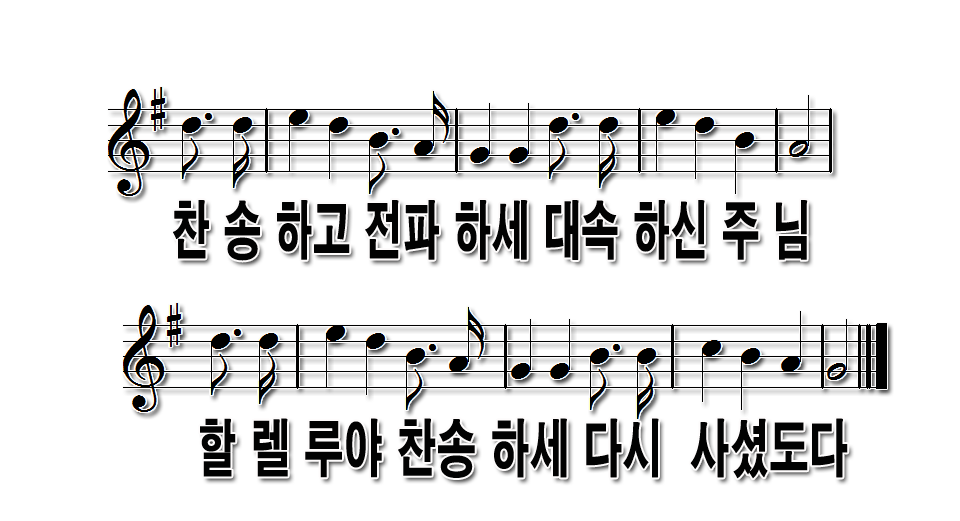 찬 송 하고 전파 하세 대속 하신 주 님
할 렐 루야 찬송 하세 다시 사셨도다